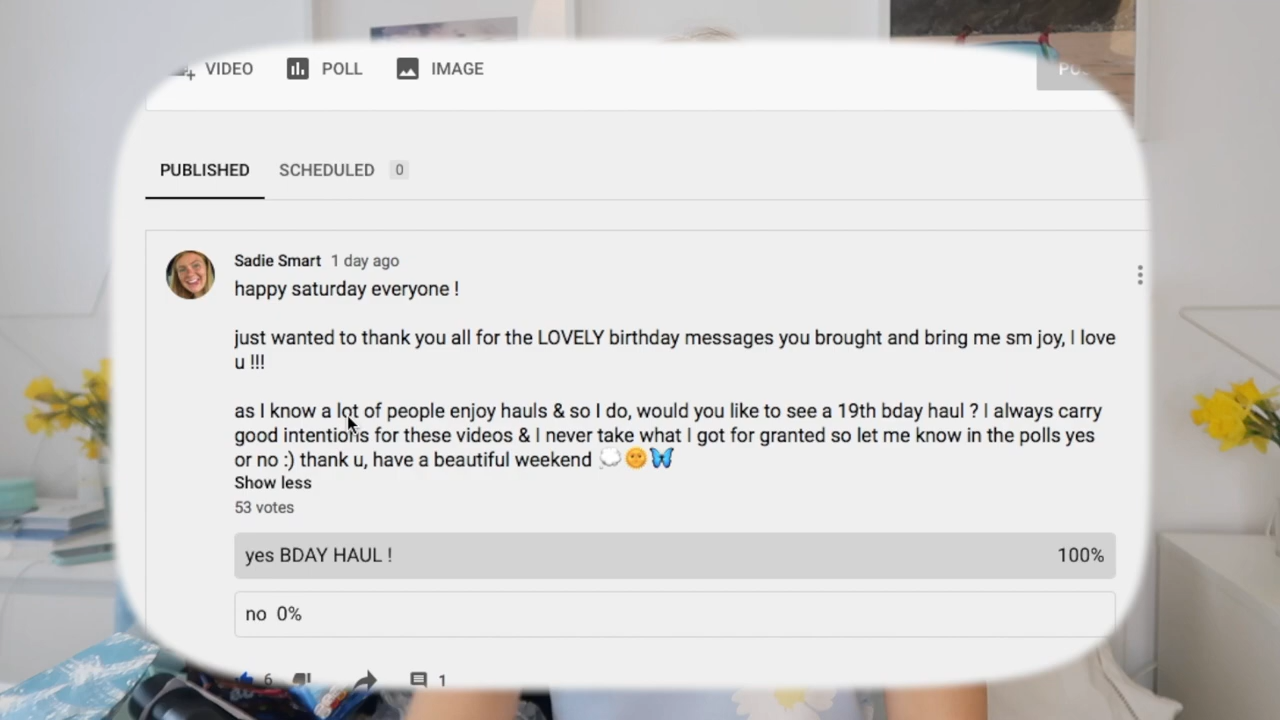 VIDEO POLL IMAGE
PUBLISHED SCHEDULED 0
Sadie Smart 1 day ago
happy saturday everyone !
just wanted to thank you all for the LOVELY birthday messages you brought and bring me sm joy, I love
u !!!
as I know a lot of people enjoy hauls & so I do, would you like to see a 19th bday haul ? I always carry
good intentions for these videos & I never take what I got for granted so let me know in the polls yes
or no :) thank u, have a beautiful weekend 💭🌞🦋
Show less
53 votes
yes BDAY HAUL ! 100%
no 0%
6 1